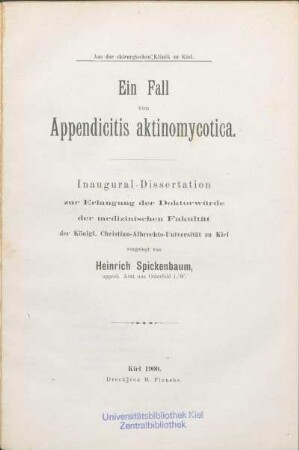 Aus der chirurgischen Klinik zu Kiel.
Ein Fall
von
Appendicitis aktinomycotica.
Inaugural-Dissertation
zur Erlangung der Doktorwürde
der medizinischen Fakultät
der Königl. Christian-Albrechts-Universität zu Kiel
vorgelegt von
Heinrich Spickenbaum,
approb. Arzt aus Osterfeld i./W.
Kiel 1900.
Druck von H. Fiencke.
Universitätsbibliothek Kiel
Zentralbibliothek